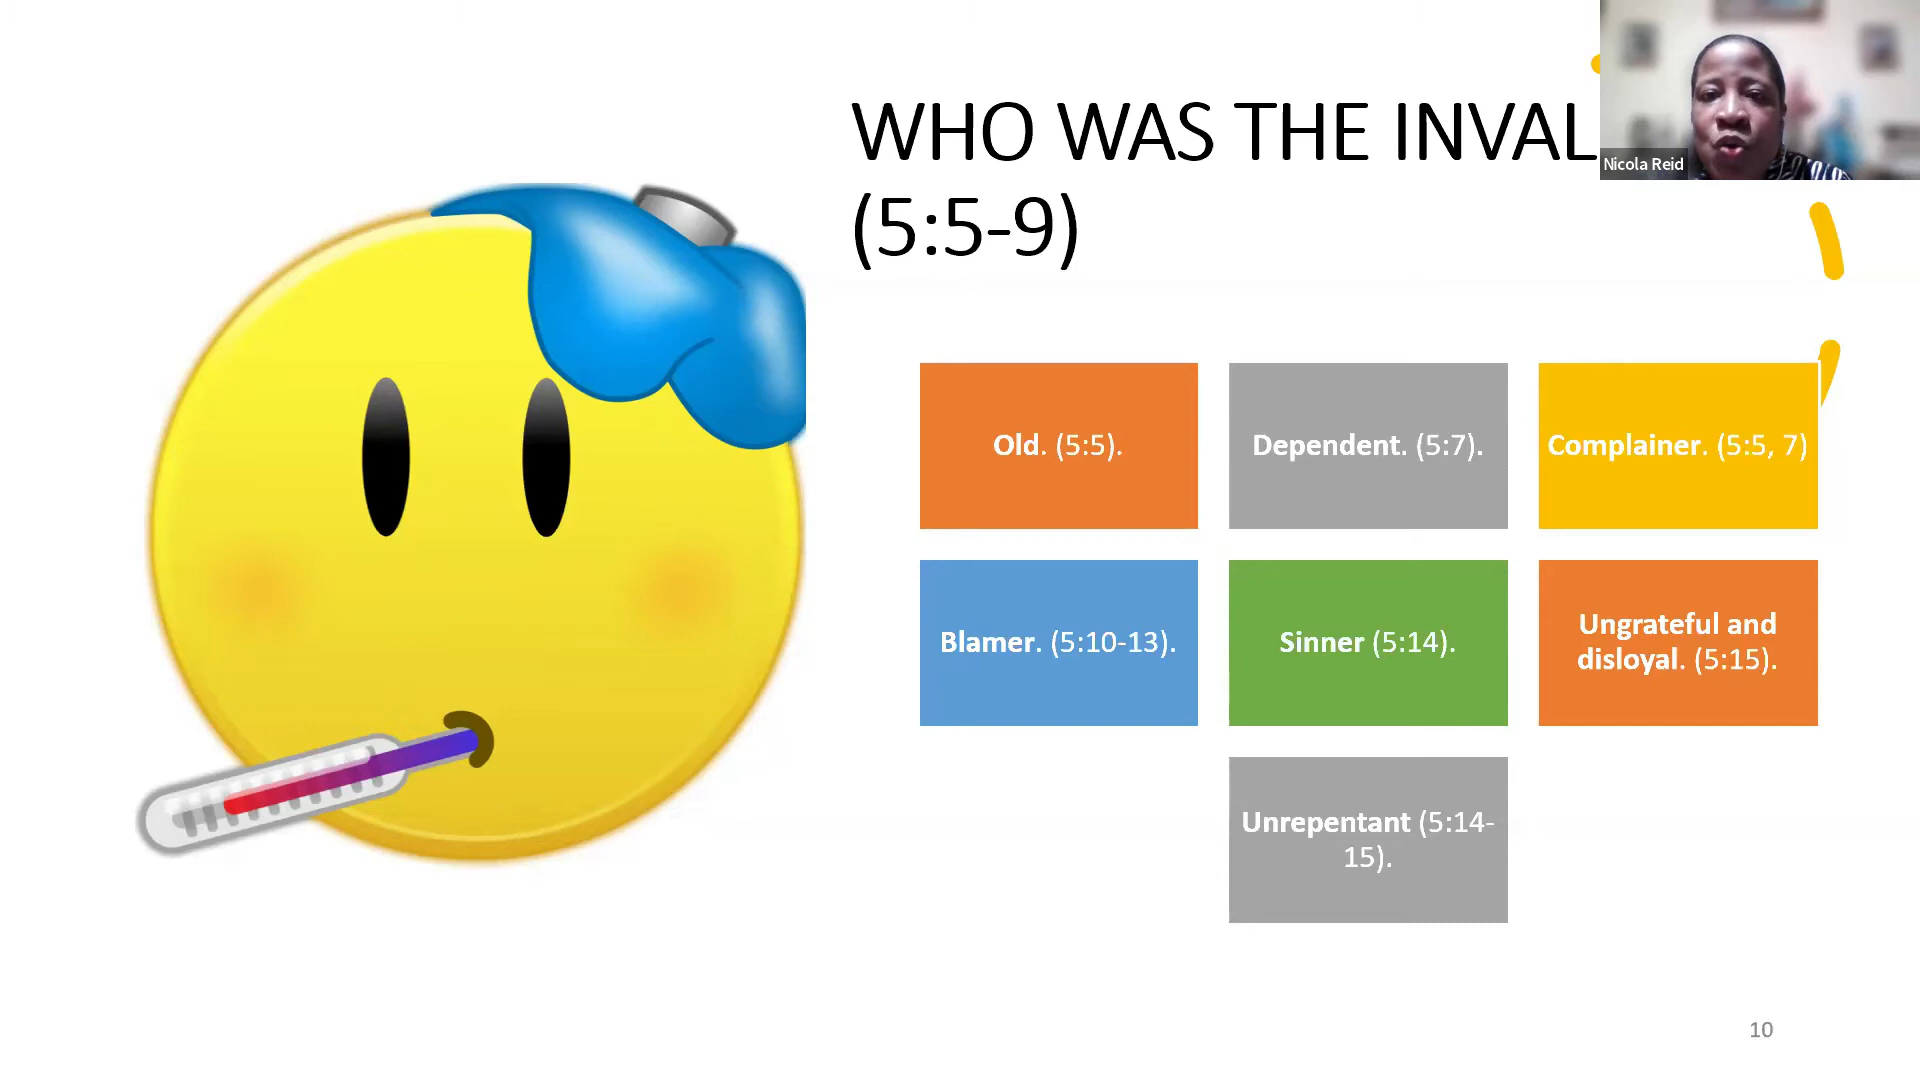 WHO WAS THE INVAL
(5:5-9)
Nicola Reid
Old. (5:5).
Dependent. (5:7).
Complainer. (5:5, 7)
Blamer. (5:10-13).
Sinner (5:14).
Ungrateful and
disloyal. (5:15).
Unrepentant (5:14-
15).
10